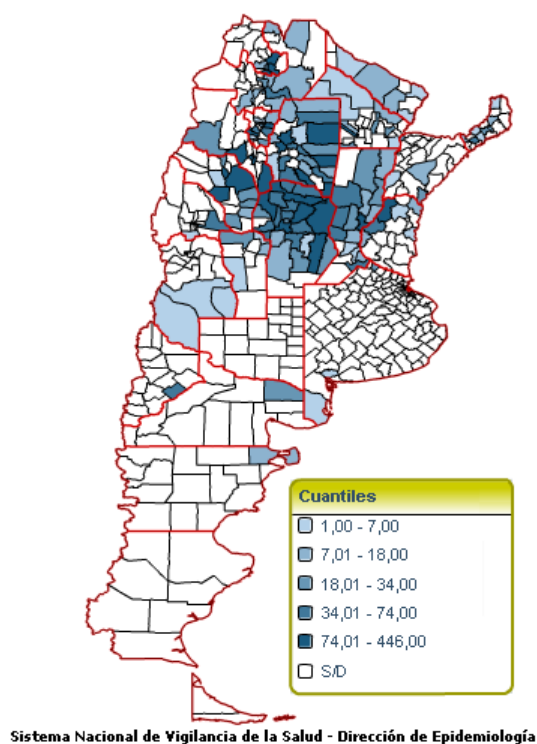 Cuantiles
1,00 - 7,00
7,01 - 18,00
18,01 - 34,00
34,01 - 74,00
74,01 - 446,00
S/D
Sistema Nacional de Vigilancia de la Salud - Dirección de Epidemiología